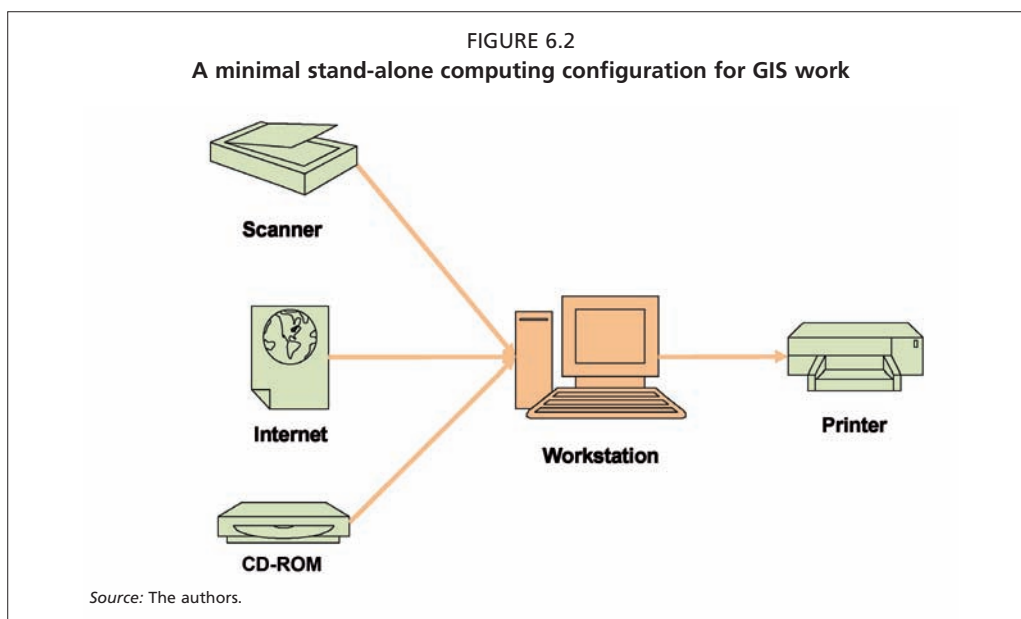 FIGURE 6.2
A minimal stand-alone computing configuration for GIS work
Scanner
Internet
Workstation
Printer
CD-ROM
Source: The authors.